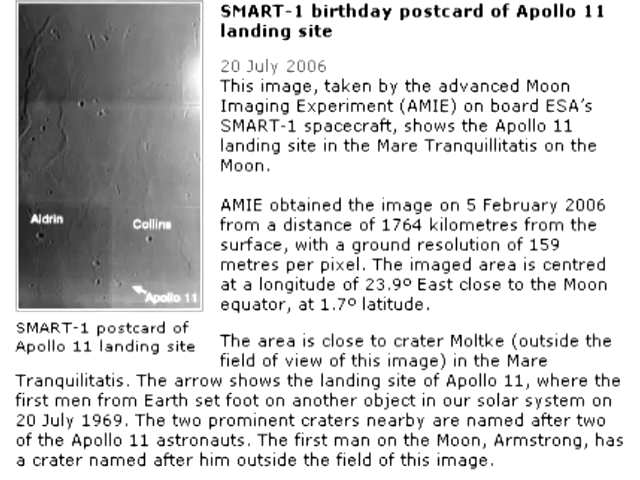 SMART-1 birthday postcard of Apollo 11
landing site
20 July 2006
This image, taken by the advanced Moon
Imaging Experiment (AMIE) on board ESA's
SMART-1 spacecraft, shows the Apollo 11
landing site in the Mare Tranquillitatis on the
Moon.
AMIE obtained the image on 5 February 2006
from a distance of 1764 kilometres from the
surface, with a ground resolution of 159
metres per pixel. The imaged area is centred
at a longitude of 23.9º East close to the Moon
equator, at 1.7º latitude.
Aldrin
Collins
Apollo 11
SMART-1 postcard of
Apollo 11 landing site
The area is close to crater Moltke (outside the
field of view of this image) in the Mare
Tranquilitatis. The arrow shows the landing site of Apollo 11, where the
first men from Earth set foot on another object in our solar system on
20 July 1969. The two prominent craters nearby are named after two
of the Apollo 11 astronauts. The first man on the Moon, Armstrong, has
a crater named after him outside the field of this image.